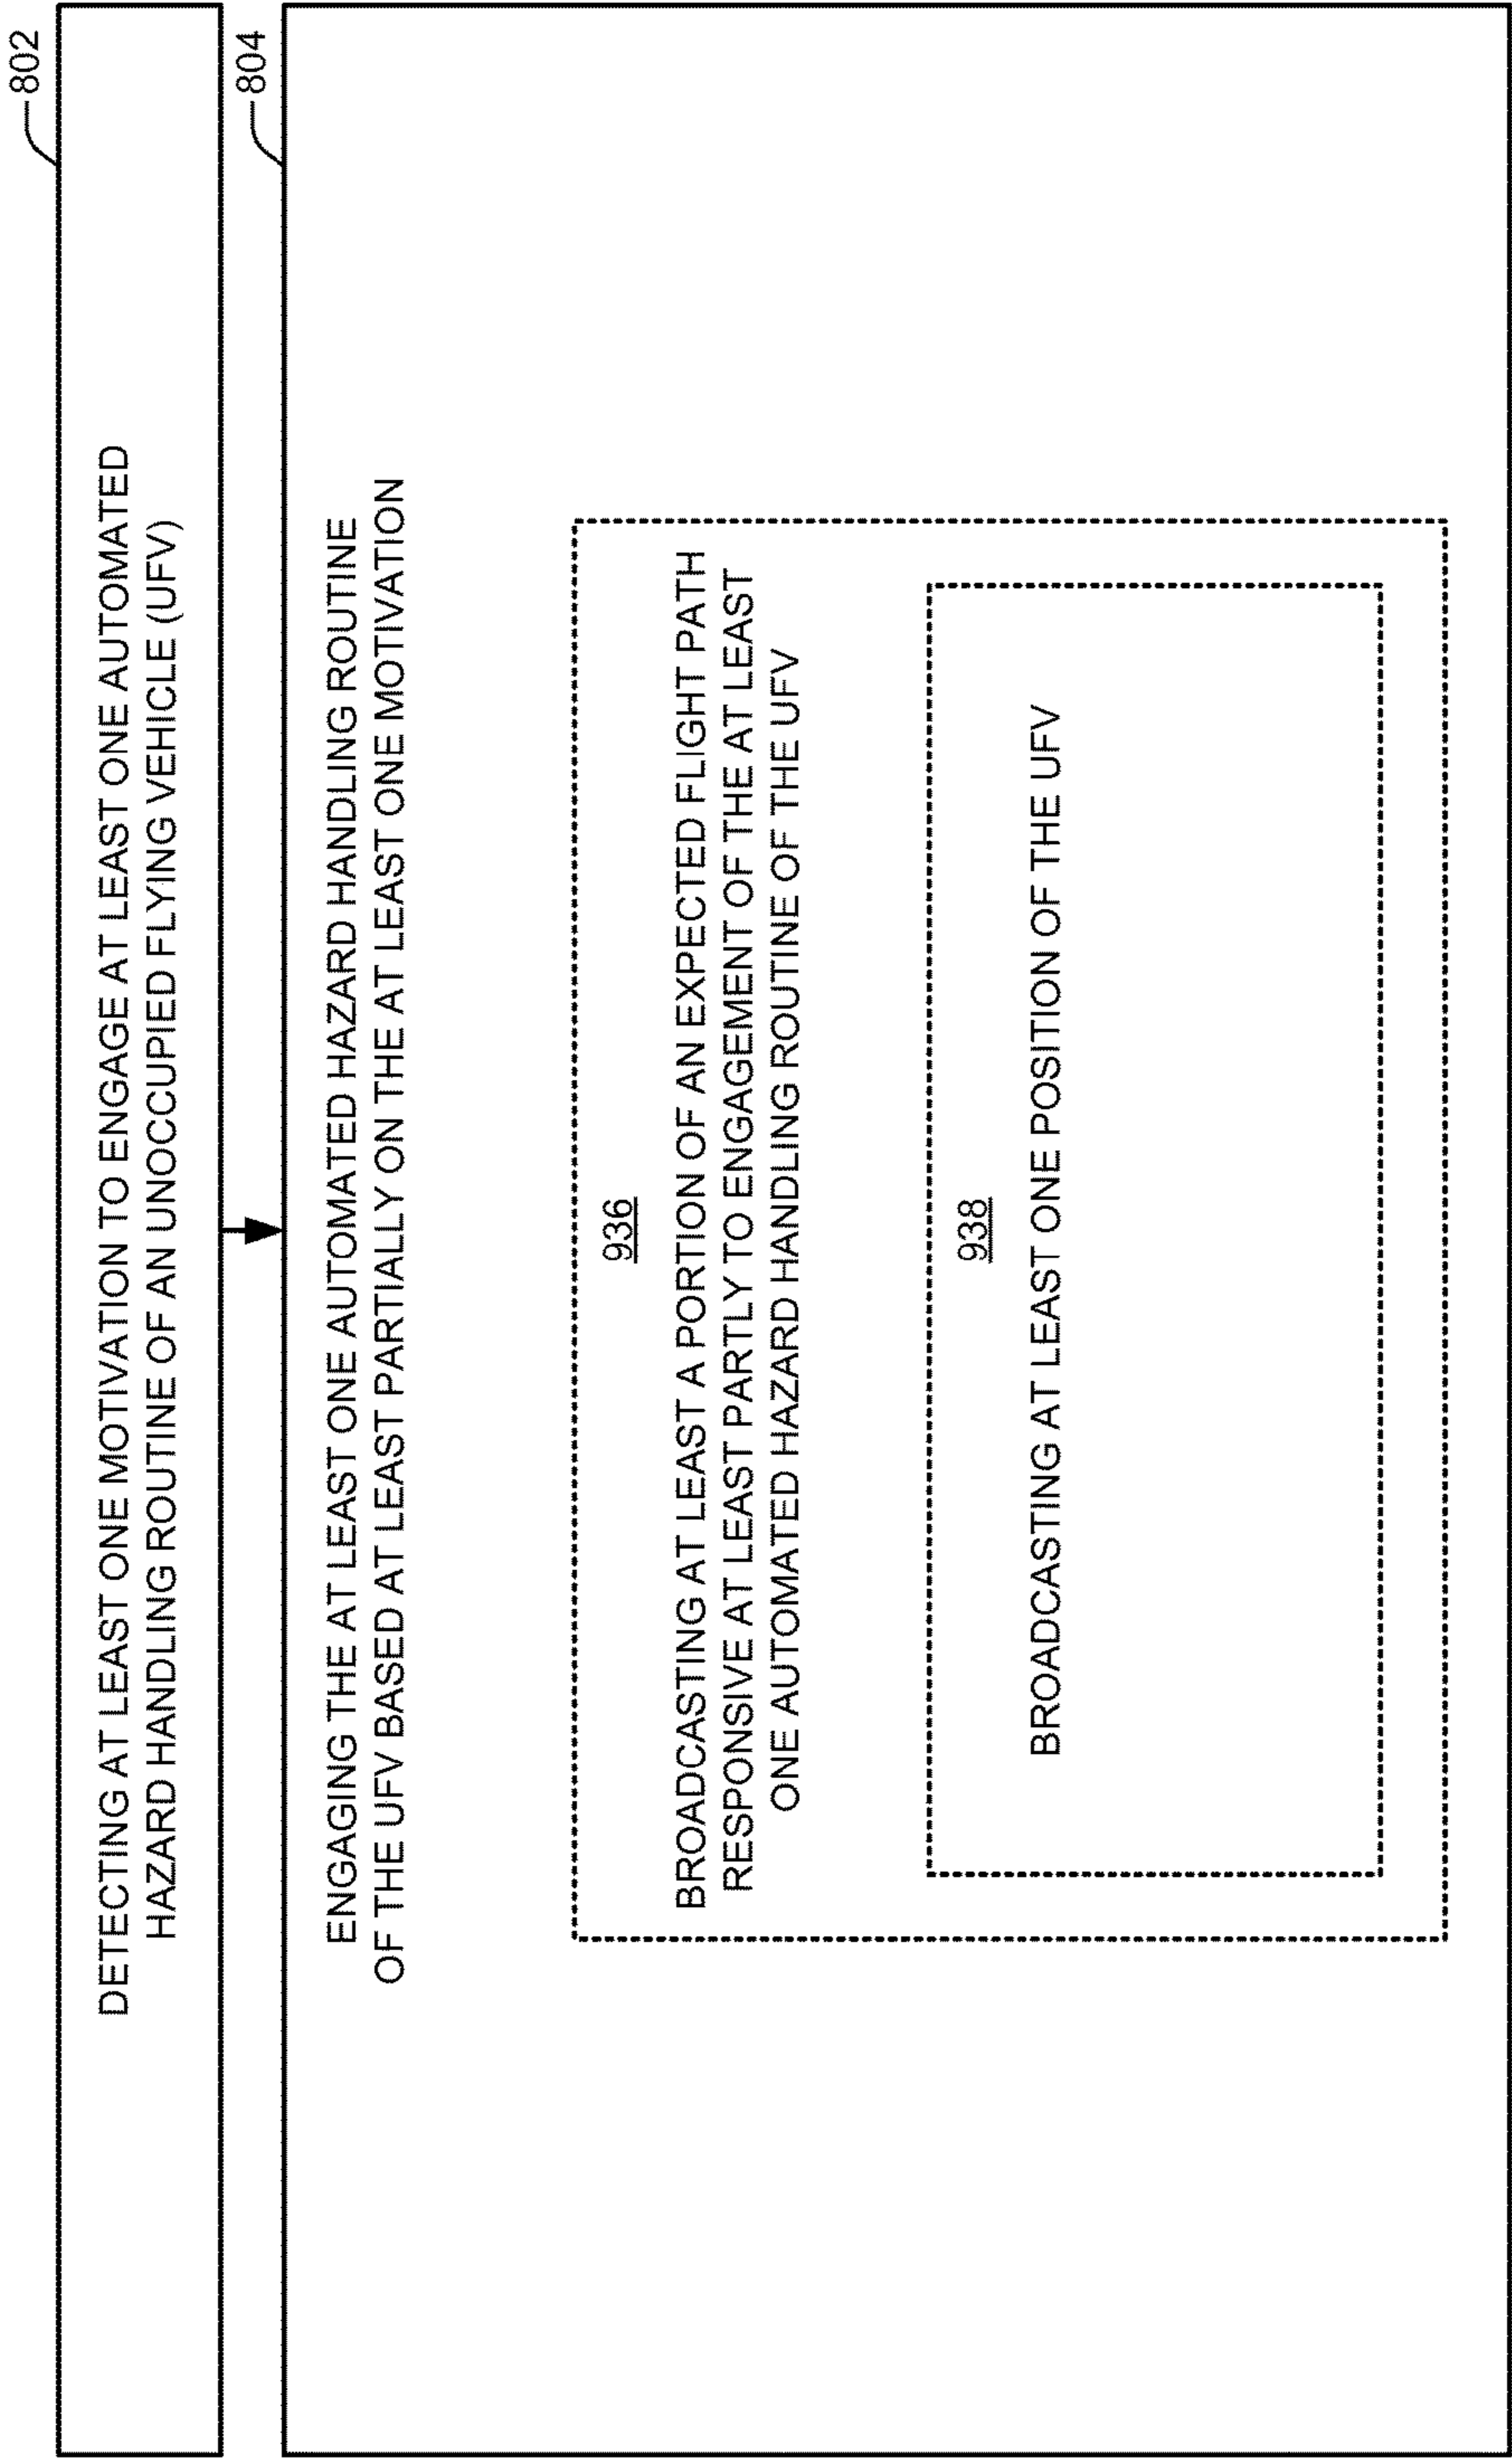 802
DETECTING AT LEAST ONE MOTIVATION TO ENGAGE AT LEAST ONE AUTOMATED
HAZARD HANDLING ROUTINE OF AN UNOCCUPIED FLYING VEHICLE (UFV)
804
ENGAGING THE AT LEAST ONE AUTOMATED HAZARD HANDLING ROUTINE
OF THE UFV BASED AT LEAST PARTIALLY ON THE AT LEAST ONE MOTIVATION
936
BROADCASTING AT LEAST A PORTION OF AN EXPECTED FLIGHT PATH
RESPONSIVE AT LEAST PARTLY TO ENGAGEMENT OF THE AT LEAST
ONE AUTOMATED HAZARD HANDLING ROUTINE OF THE UFV
938
BROADCASTING AT LEAST ONE POSITION OF THE UFV